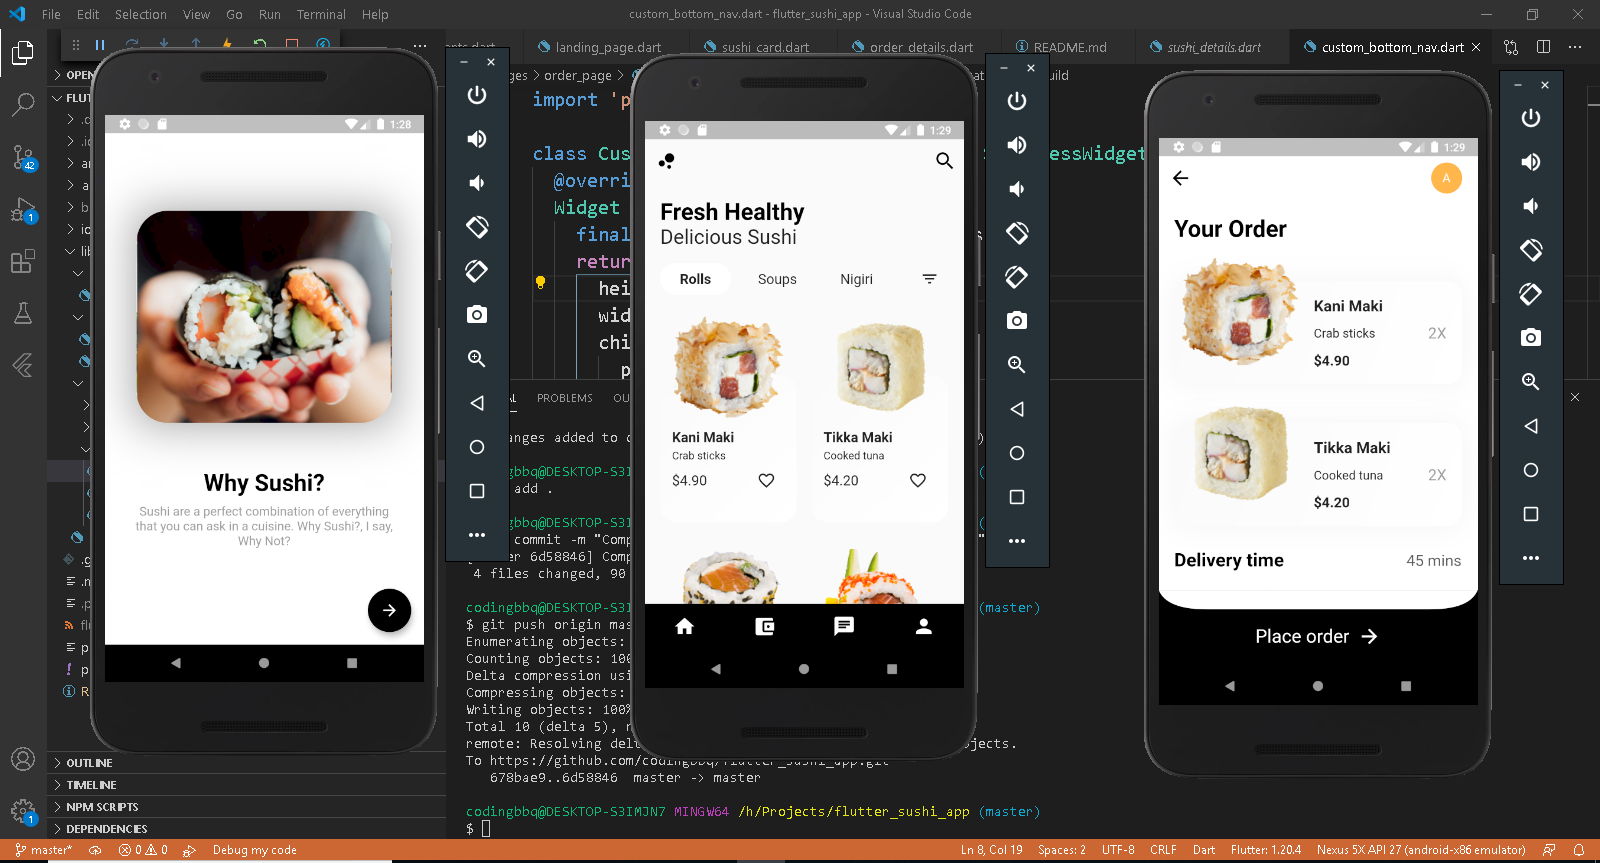 File Edit Selection View Go Run Terminal Help
custom_bottom_nav.dart - flutter_sushi_app - Visual Studio Code
landing_page.dart
sushi_card.dart
order_details.dart
README.md
sushi_details.dart
custom_bottom_nav.dart
order_page
import 'p
class Cus
essWidget
@overri
Widget
final
retur
hei
wid
chi
p
PROBLEMS OU
OUTLINE
TIMELINE
NPM SCRIPTS
DEPENDENCIES
42
1
1
1:28
Why Sushi?
Sushi are a perfect combination of everything
that you can ask in a cuisine. Why Sushi?, I say,
Why Not?
1:29
Fresh Healthy
Delicious Sushi
Rolls Soups Nigiri
Kani Maki
Crab sticks
$4.90
Tikka Maki
Cooked tuna
$4.20
1:29
A
Your Order
Kani Maki
Crab sticks 2X
$4.90
Tikka Maki
Cooked tuna 2X
$4.20
Delivery time 45 mins
Place order
anges added to
ngbbq@DESKTOP-S3I
add .
ngbbq@DESKTOP-S3I
commit -m "Comp
er 6d58846] Comp
4 files changed, 90
codingbbq@DESKTOP-S3I (master)
$ git push origin mas
Enumerating objects:
Counting objects: 100
Delta compression usi
Compressing objects:
Writing objects: 100%
Total 10 (delta 5), r
remote: Resolving delt jects.
To https://github.com/codingbbq/flutter_sushi_app.git
678bae9..6d58846 master -> master
codingbbq@DESKTOP-S3IMJN7 MINGW64 /h/Projects/flutter_sushi_app (master)
$
master* 0 0 Debug my code
Ln 8, Col 19 Spaces: 2 UTF-8 CRLF Dart Flutter: 1.20.4 Nexus 5X API 27 (android-x86 emulator)